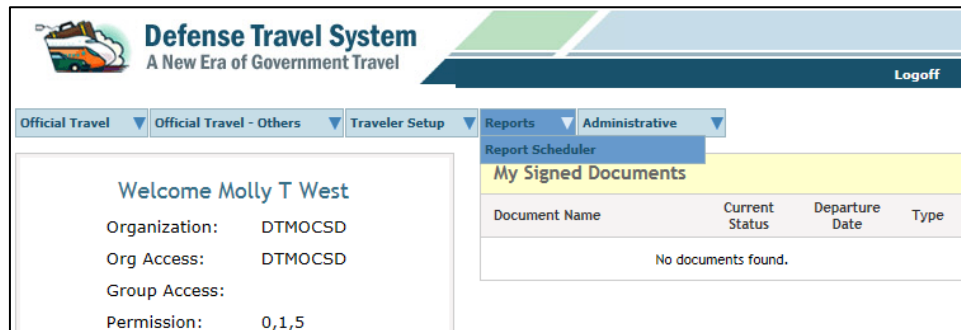 Defense Travel System
A New Era of Government Travel
Logoff
Official Travel Official Travel - Others Traveler Setup Reports Administrative
Report Scheduler
Welcome Molly T West
Organization: DTMOCSD
Org Access: DTMOCSD
Group Access:
Permission: 0,1,5
My Signed Documents
Document Name Current Status Departure Date Type
No documents found.